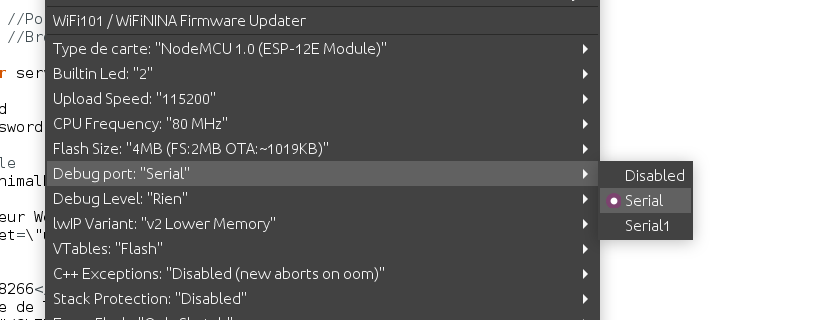 //Po
WiFi101 / WiFiNINA Firmware Updater
//Br
Type de carte: "NodeMCU 1.0 (ESP-12E Module)"
r ser
Builtin Led: "2"
Upload Speed: "115200"
d
sword
CPU Frequency: "80 MHz"
Flash Size: "4MB (FS:2MB OTA:~1019KB)"
le
Debug port: "Serial"
Disabled
nimal
Debug Level: "Rien"
Serial
eur W
lwIP Variant: "v2 Lower Memory"
Serial1
et=\"
VTables: "Flash"
C++ Exceptions: "Disabled (new aborts on oom)"
8266<
Stack Protection: "Disabled"
e de